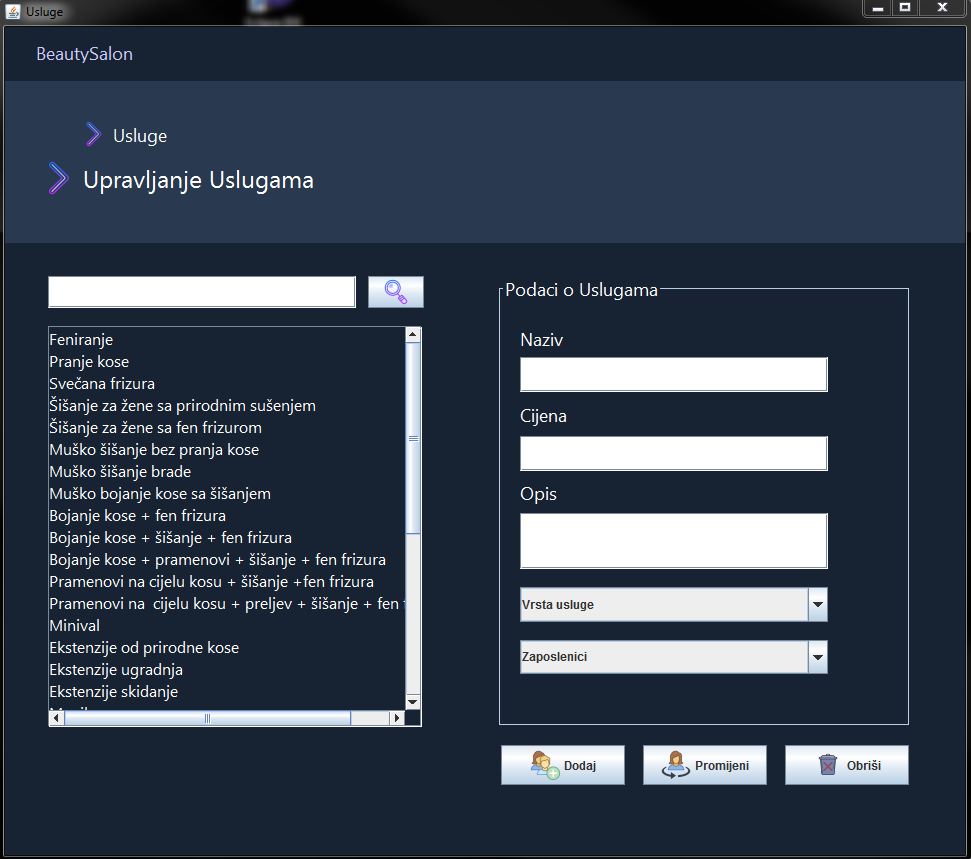 Usluge
BeautySalon
Usluge
Upravljanje Uslugama
Feniranje
Pranje kose
Svečana frizura
Šišanje za žene sa prirodnim sušenjem
Šišanje za žene sa fen frizurom
Muško šišanje bez pranja kose
Muško šišanje brade
Muško bojanje kose sa šišanjem
Bojanje kose + fen frizura
Bojanje kose + šišanje + fen frizura
Bojanje kose + pramenovi + šišanje + fen frizura
Pramenovi na cijelu kosu + šišanje +fen frizura
Pramenovi na  cijelu kosu + preljev + šišanje + fen
Minival
Ekstenzije od prirodne kose
Ekstenzije ugradnja
Ekstenzije skidanje
Podaci o Uslugama
Naziv
Cijena
Opis
Vrsta usluge
Zaposlenici
Dodaj
Promijeni
Obriši